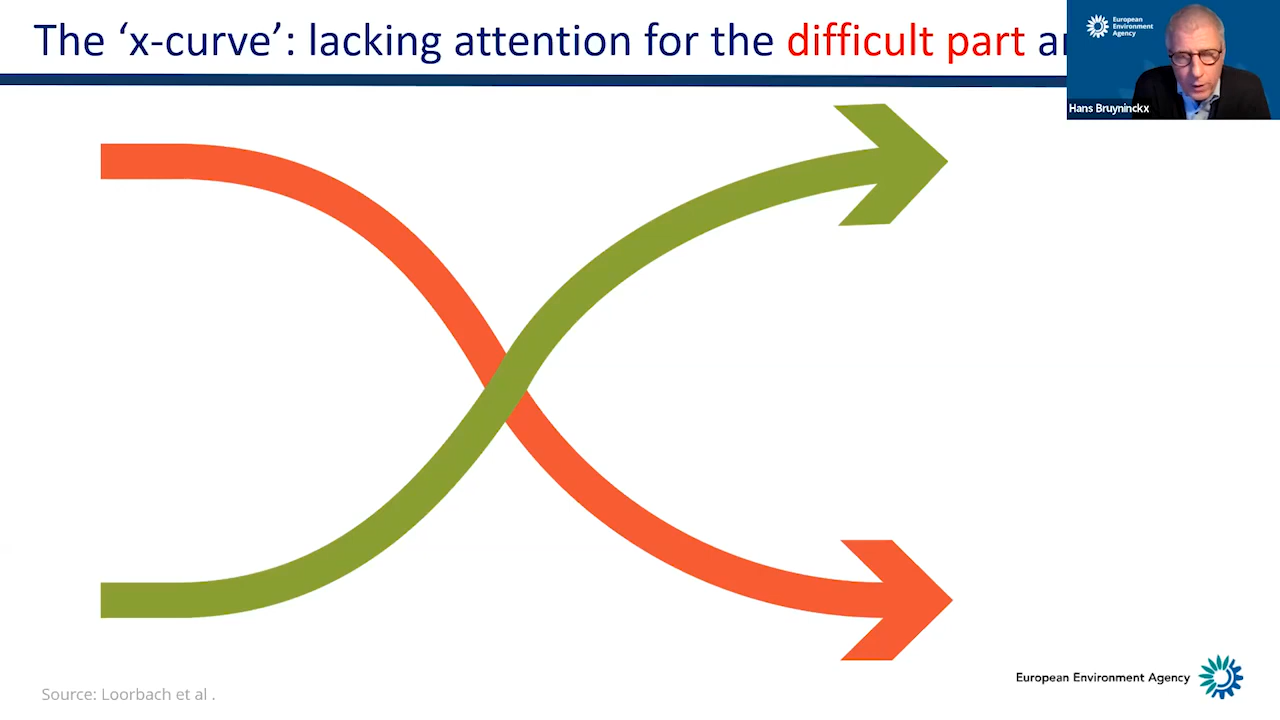 The ‘x-curve’: lacking attention for the difficult part
European
Environment
Agency
Hans Bruyninckx
European Environment Agency
Source: Loorbach et al .